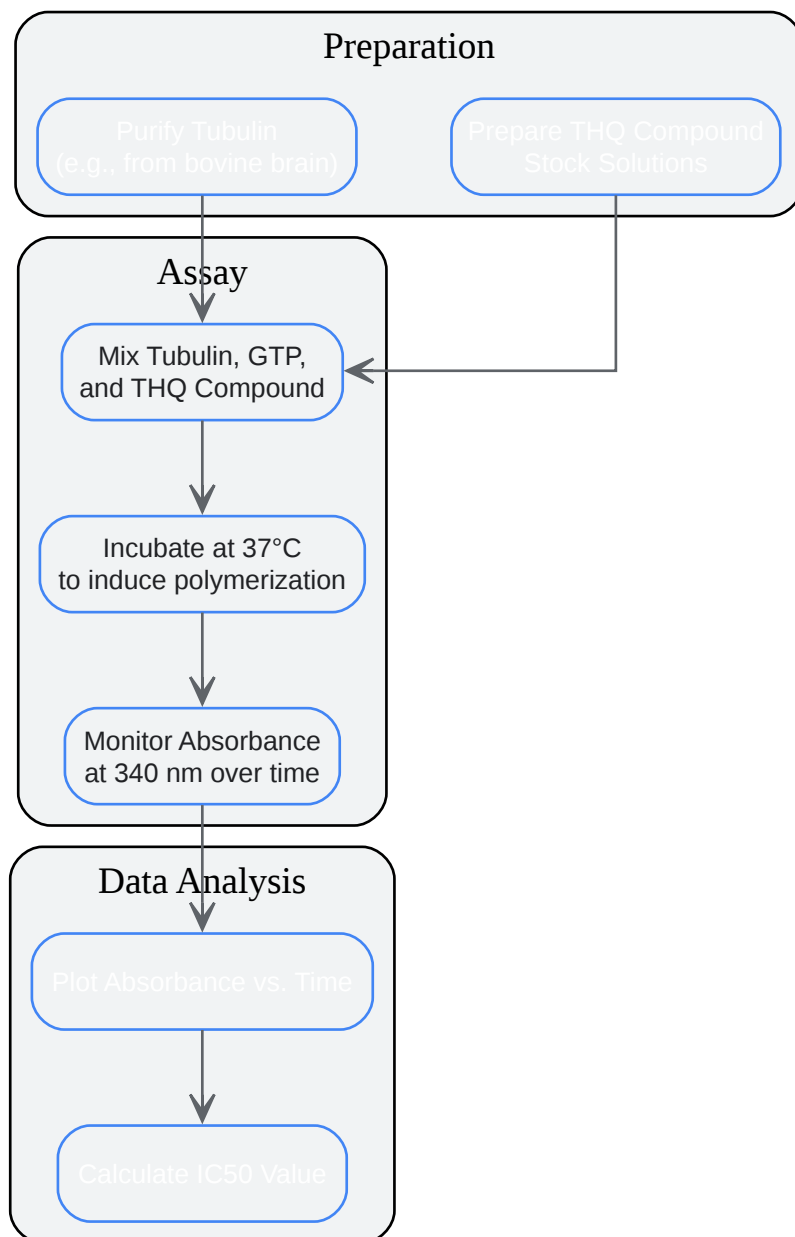 Preparation
Purify Tubulin
(e.g., from bovine brain)
Prepare THQ Compound
Stock Solutions
Assay
Mix Tubulin, GTP,
and THQ Compound
Incubate at 37°C
to induce polymerization
Monitor Absorbance
at 340 nm over time
Data Analysis
Plot Absorbance vs. Time
Calculate IC50 Value